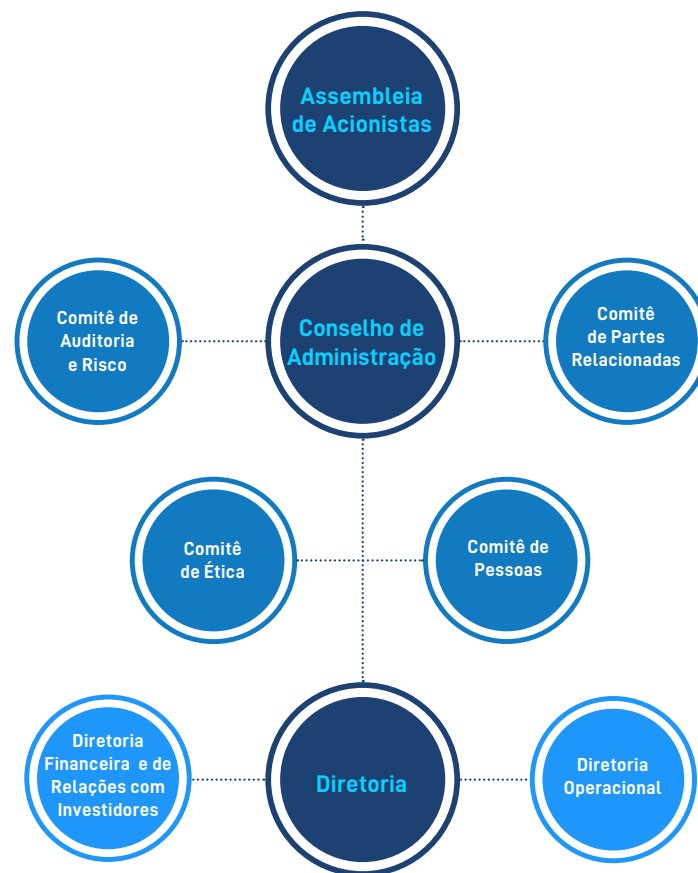 Assembleia
de Acionistas
Comitê de
Auditoria
e Risco
Conselho de
Administração
Comitê
de Partes
Relacionadas
Comitê
de Ética
Comitê de
Pessoas
Diretoria
Financeira e de
Relações com
Investidores
Diretoria
Diretoria
Operacional